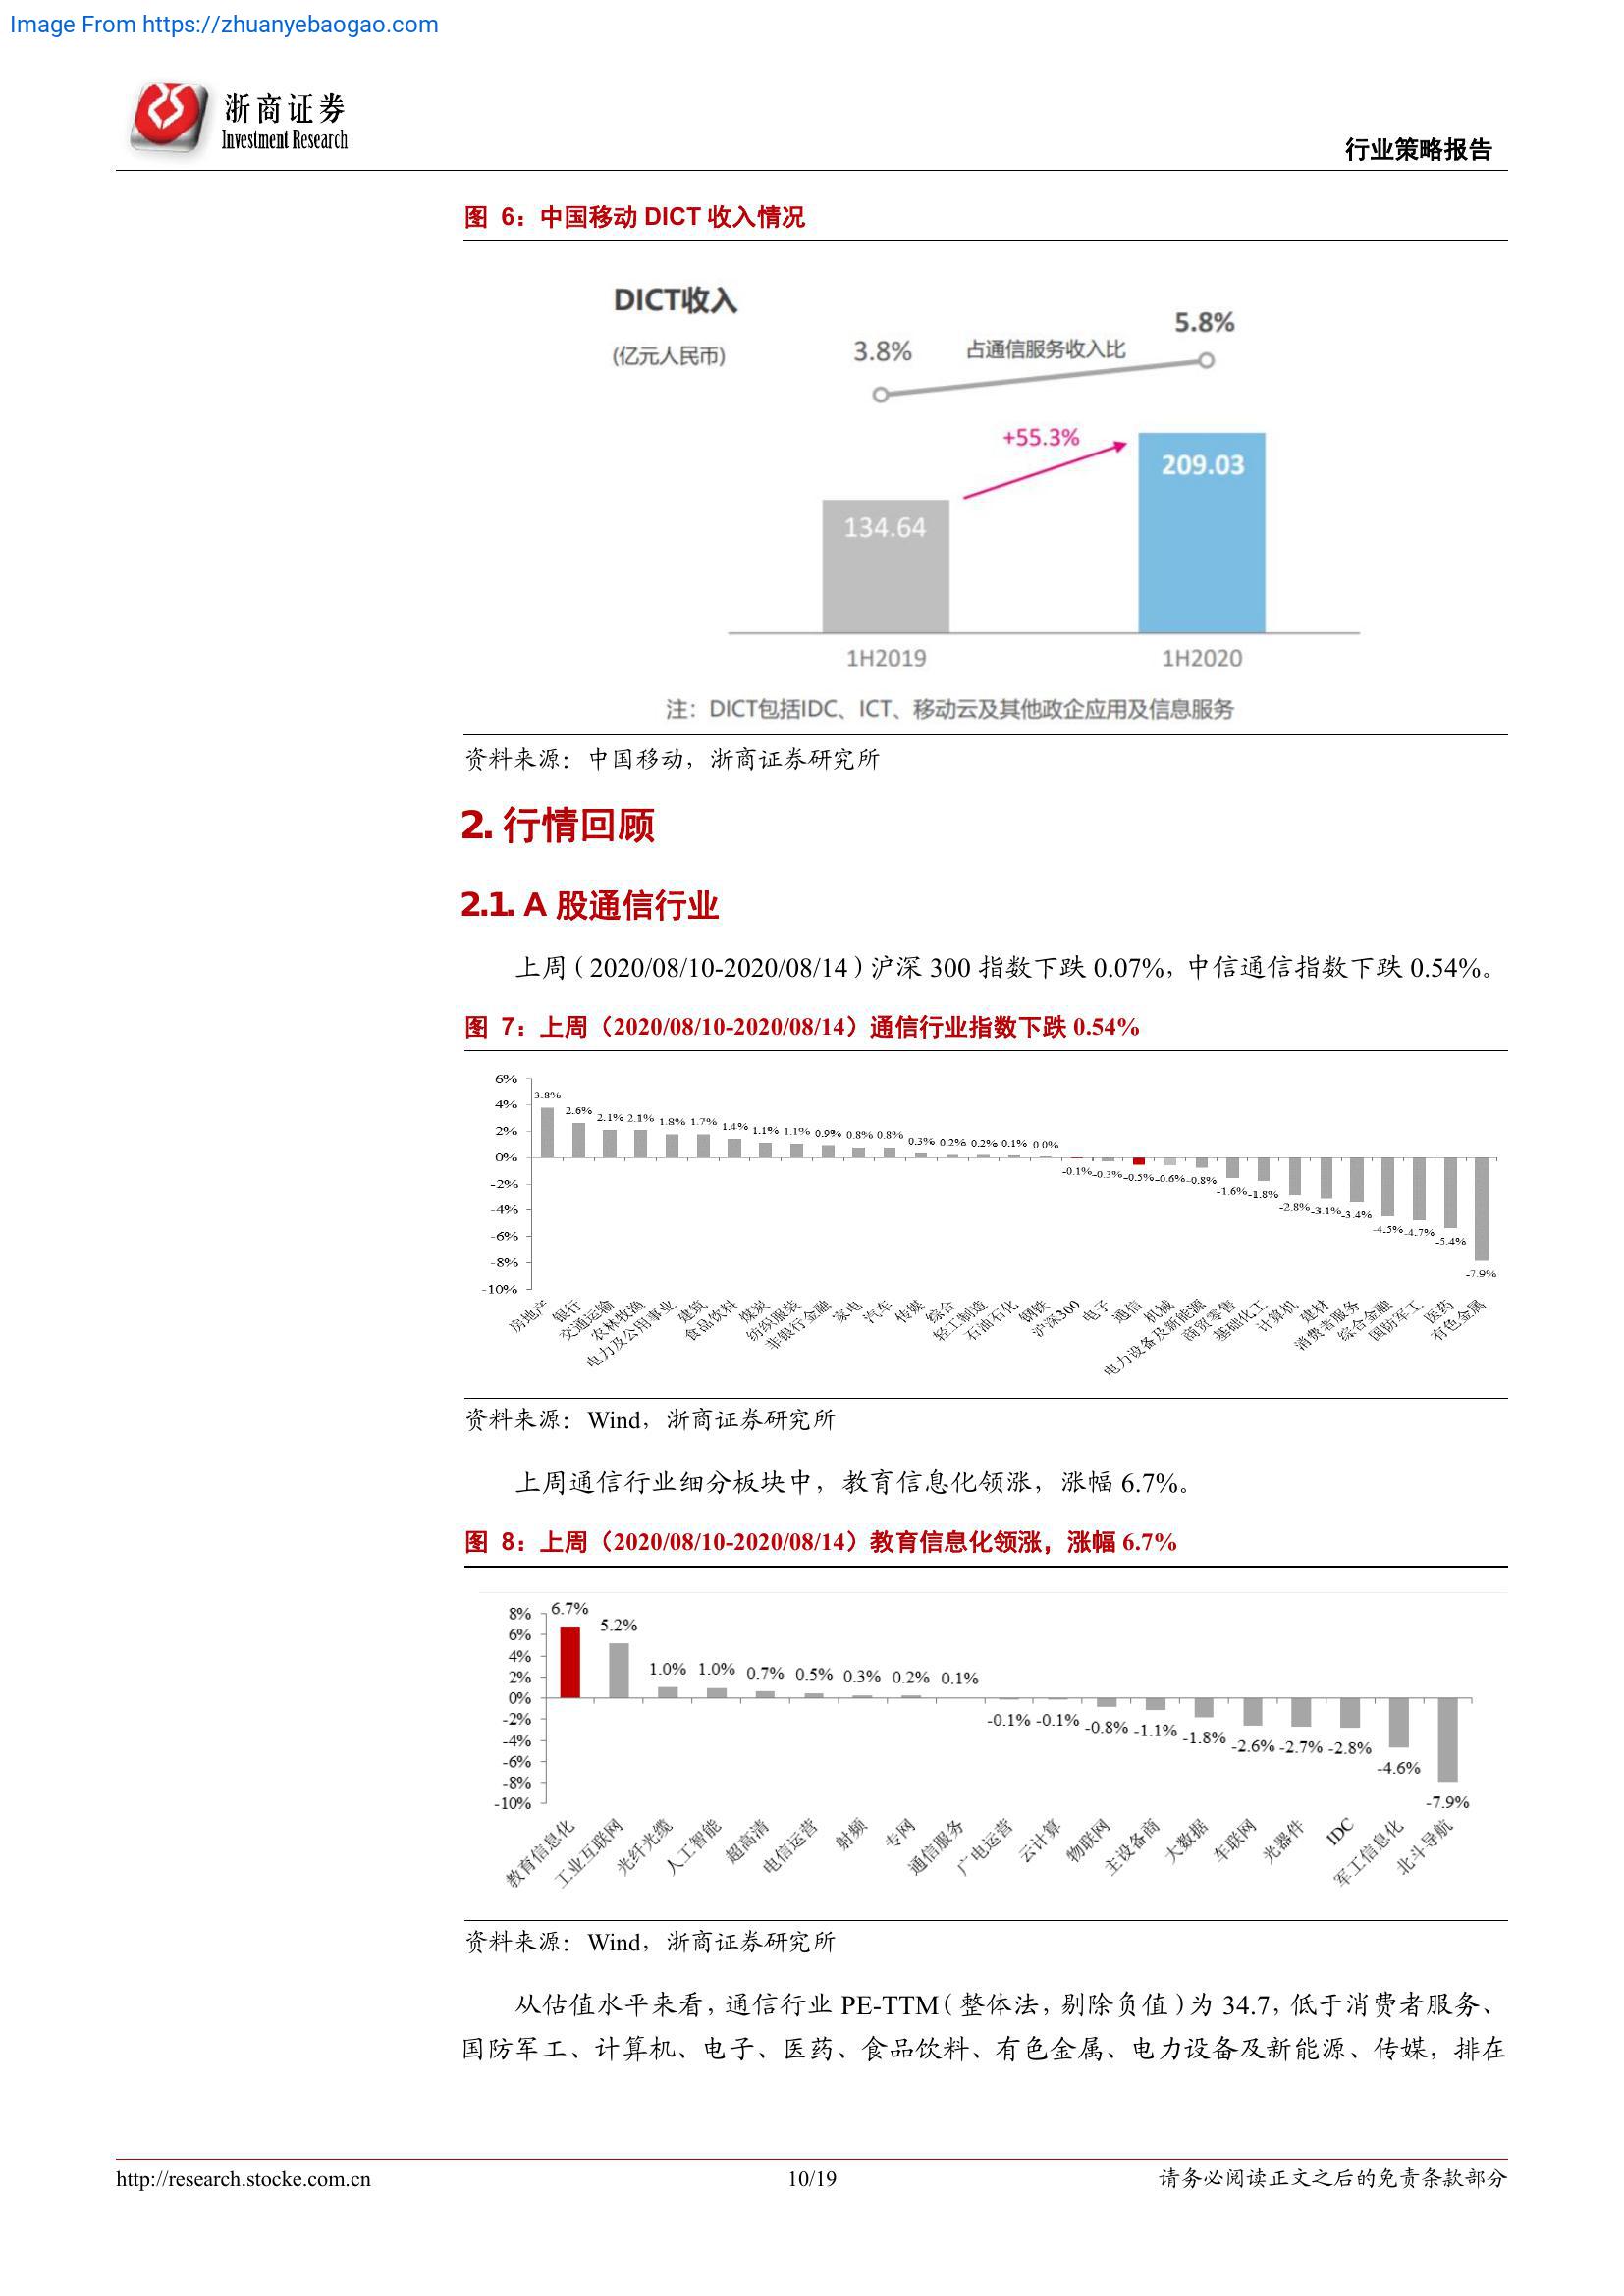 Image From https://zhuanyebaogao.com
浙商证券
Investment Research
行业策略报告
图 6：中国移动 DICT 收入情况
DICT收入
(亿元人民币)
3.8%
占通信服务收入比
5.8%
+55.3%
134.64
209.03
1H2019
1H2020
注：DICT包括IDC、ICT、移动云及其他政企应用及信息服务
资料来源：中国移动，浙商证券研究所
2. 行情回顾
2.1. A 股通信行业
上周（2020/08/10-2020/08/14）沪深 300 指数下跌 0.07%，中信通信指数下跌 0.54%。
图 7：上周（2020/08/10-2020/08/14）通信行业指数下跌 0.54%
6%
4%
2%
0%
-2%
-4%
-6%
-8%
-10%
3.8% 2.6% 2.1% 2.1% 1.8% 1.7% 1.4% 1.1% 1.1% 0.9% 0.8% 0.8% 0.3% 0.2% 0.2% 0.1% 0.0%
-0.1% -0.3% -0.5% -0.6% -0.8% -1.6% -1.8% -2.8% -3.1% -3.4% -4.5% -4.7% -5.4% -7.9%
房地产 银行 交通运输 农林牧渔 电力及公用事业 建筑 食品饮料 煤炭 纺织服装 非银行金融 家电 汽车 传媒 综合 轻工制造 石油石化 钢铁 沪深300 电子 通信 机械 电力设备及新能源 商贸零售 基础化工 计算机 建材 消费者服务 综合金融 国防军工 医药 有色金属
资料来源：Wind，浙商证券研究所
上周通信行业细分板块中，教育信息化领涨，涨幅 6.7%。
图 8：上周（2020/08/10-2020/08/14）教育信息化领涨，涨幅 6.7%
8%
6%
4%
2%
0%
-2%
-4%
-6%
-8%
-10%
6.7% 5.2% 1.0% 1.0% 0.7% 0.5% 0.3% 0.2% 0.1%
-0.1% -0.1% -0.8% -1.1% -1.8% -2.6% -2.7% -2.8% -4.6% -7.9%
教育信息化 工业互联网 光纤光缆 人工智能 超高清 电信运营 射频 专网 通信服务 广电运营 云计算 物联网 主设备商 大数据 车联网 光器件 IDC 军工信息化 北斗导航
资料来源：Wind，浙商证券研究所
从估值水平来看，通信行业 PE-TTM（整体法，剔除负值）为 34.7，低于消费者服务、
国防军工、计算机、电子、医药、食品饮料、有色金属、电力设备及新能源、传媒，排在
http://research.stocke.com.cn
10/19
请务必阅读正文之后的免责条款部分